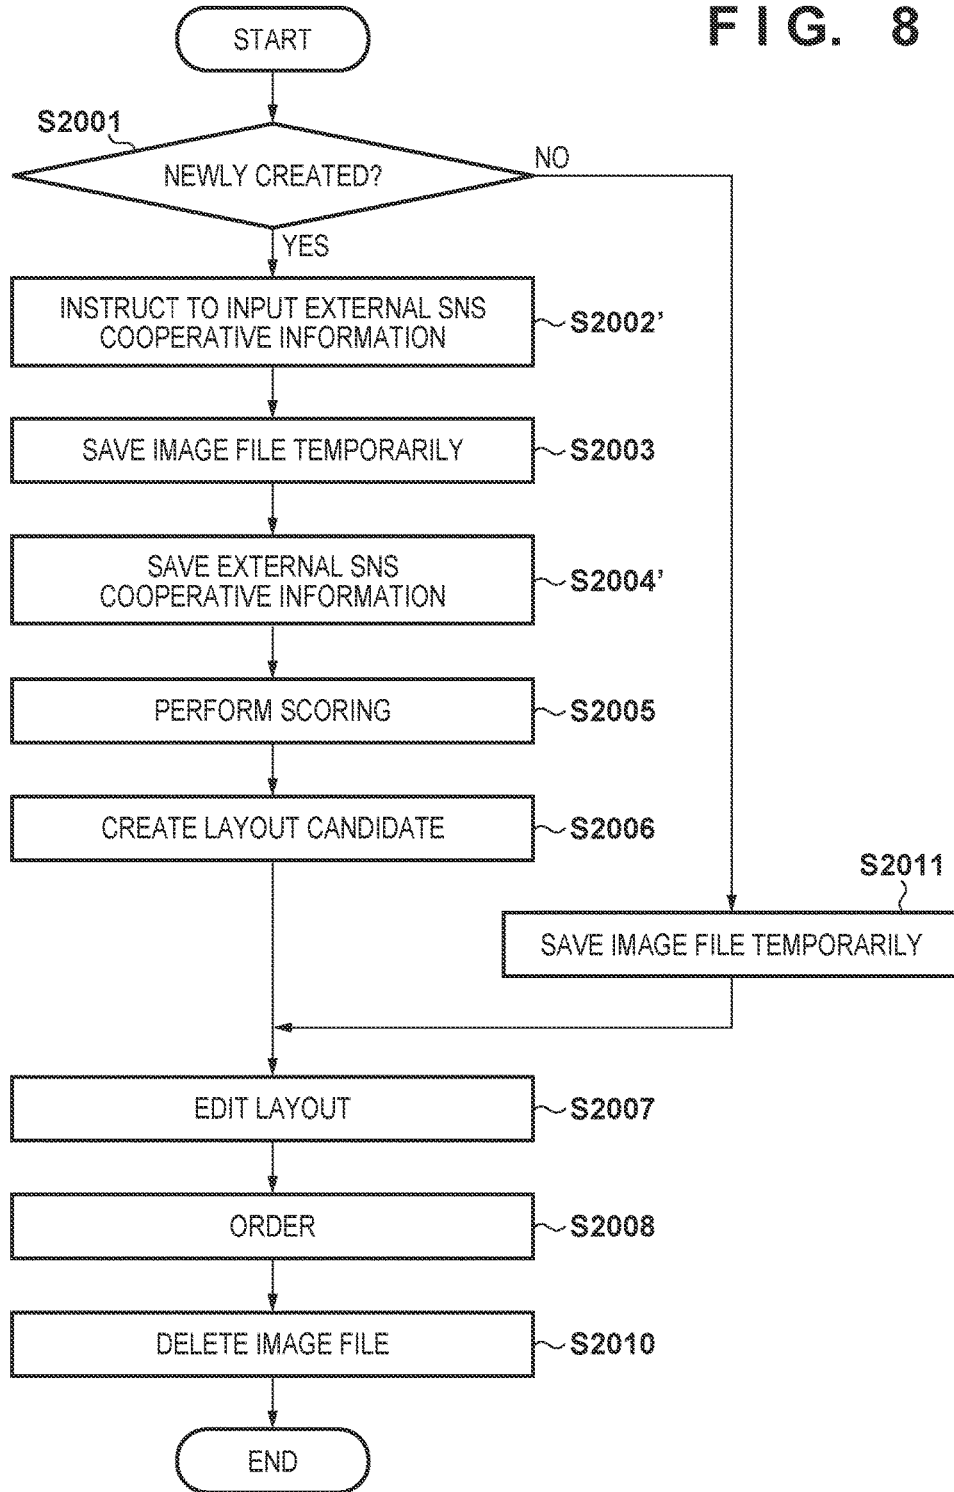 FIG. 8
START
S2001
NEWLY CREATED?
NO
YES
INSTRUCT TO INPUT EXTERNAL SNS
COOPERATIVE INFORMATION
S2002'
SAVE IMAGE FILE TEMPORARILY
S2003
SAVE EXTERNAL SNS
COOPERATIVE INFORMATION
S2004'
PERFORM SCORING
S2005
CREATE LAYOUT CANDIDATE
S2006
S2011
SAVE IMAGE FILE TEMPORARILY
EDIT LAYOUT
S2007
ORDER
S2008
DELETE IMAGE FILE
S2010
END